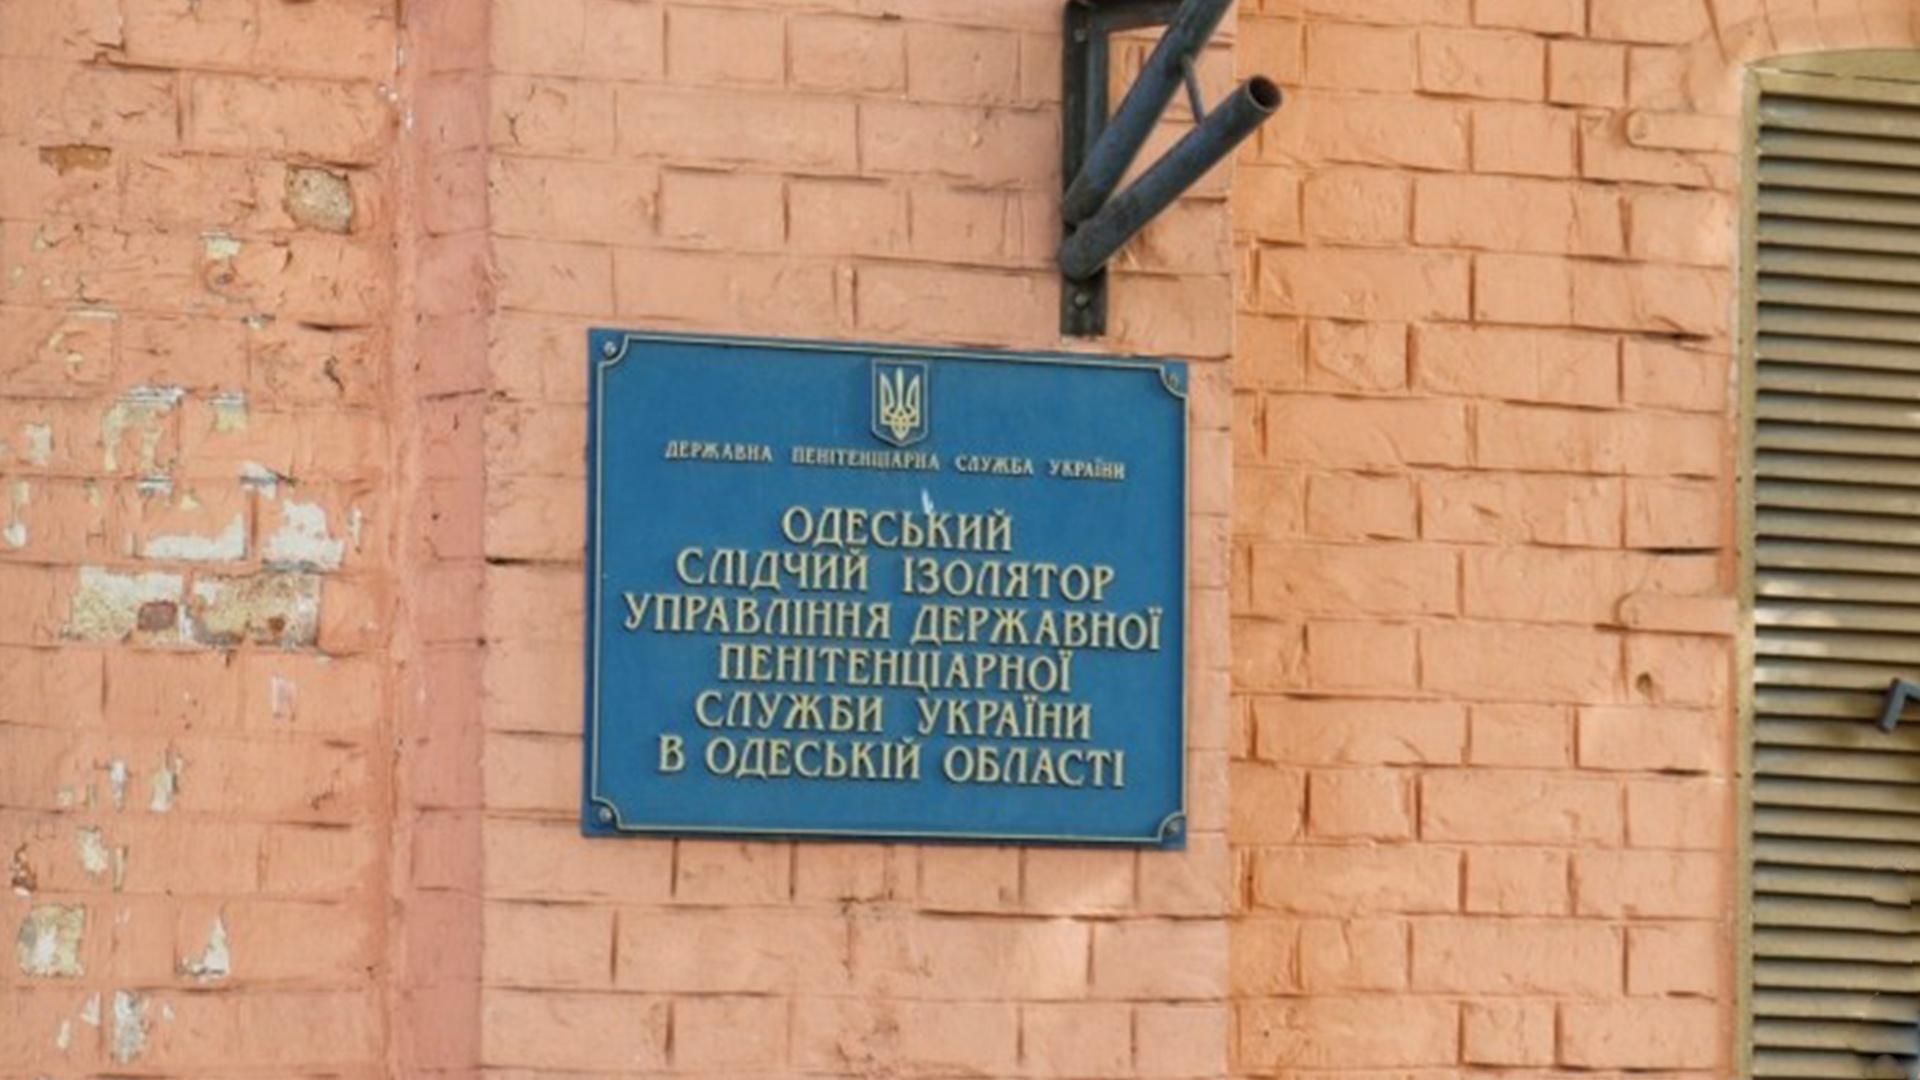 ДЕРЖАВНА ПЕНІТЕНЦІАРНА СЛУЖБА УКРАЇНИ
ОДЕСЬКИЙ
СЛІДЧИЙ ІЗОЛЯТОР
УПРАВЛІННЯ ДЕРЖАВНОЇ
ПЕНІТЕНЦІАРНОЇ
СЛУЖБИ УКРАЇНИ
В ОДЕСЬКІЙ ОБЛАСТІ